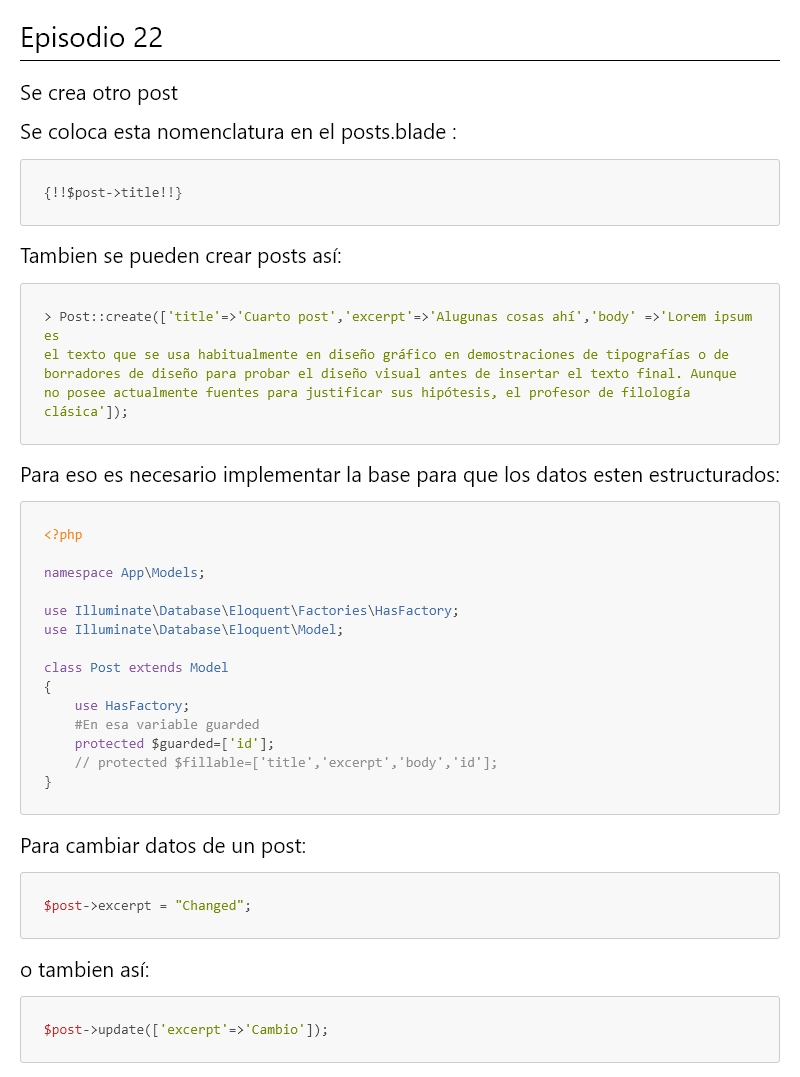 Episodio 22
Se crea otro post
Se coloca esta nomenclatura en el posts.blade :
{!!$post->title!!}
Tambien se pueden crear posts así:
> Post::create(['title'=>'Cuarto post','excerpt'=>'Alugunas cosas ahí','body' =>'Lorem ipsum
es
el texto que se usa habitualmente en diseño gráfico en demostraciones de tipografías o de
borradores de diseño para probar el diseño visual antes de insertar el texto final. Aunque
no posee actualmente fuentes para justificar sus hipótesis, el profesor de filología
clásica']);
Para eso es necesario implementar la base para que los datos esten estructurados:
<?php
namespace App\Models;
use Illuminate\Database\Eloquent\Factories\HasFactory;
use Illuminate\Database\Eloquent\Model;
class Post extends Model
{
    use HasFactory;
    #En esa variable guarded
    protected $guarded=['id'];
    // protected $fillable=['title','excerpt','body','id'];
}
Para cambiar datos de un post:
$post->excerpt = "Changed";
o tambien así:
$post->update(['excerpt'=>'Cambio']);